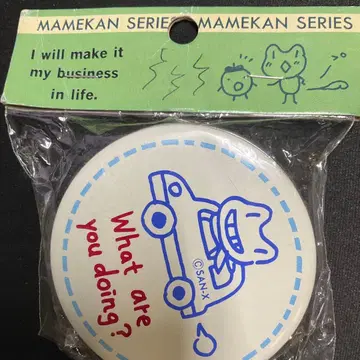 MAMEKAN SERIES MAMEKAN SERIES
I will make it
my business
in life.
What are
you doing?
©SAN-X